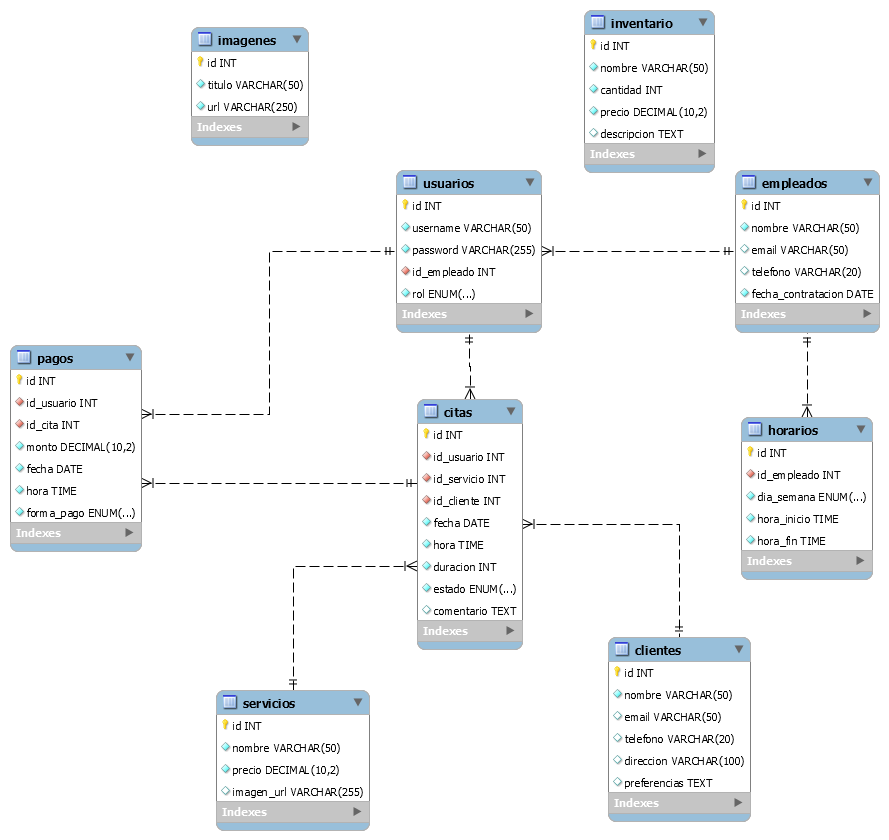 imagenes
id INT
titulo VARCHAR(50)
url VARCHAR(250)
Indexes
inventario
id INT
nombre VARCHAR(50)
cantidad INT
precio DECIMAL(10,2)
descripcion TEXT
Indexes
usuarios
id INT
username VARCHAR(50)
password VARCHAR(255)
id_empleado INT
rol ENUM(...)
Indexes
empleados
id INT
nombre VARCHAR(50)
email VARCHAR(50)
telefono VARCHAR(20)
fecha_contratacion DATE
Indexes
pagos
id INT
id_usuario INT
id_cita INT
monto DECIMAL(10,2)
fecha DATE
hora TIME
forma_pago ENUM(...)
Indexes
citas
id INT
id_usuario INT
id_servicio INT
id_cliente INT
fecha DATE
hora TIME
duracion INT
estado ENUM(...)
comentario TEXT
Indexes
horarios
id INT
id_empleado INT
dia_semana ENUM(...)
hora_inicio TIME
hora_fin TIME
Indexes
servicios
id INT
nombre VARCHAR(50)
precio DECIMAL(10,2)
imagen_url VARCHAR(255)
Indexes
clientes
id INT
nombre VARCHAR(50)
email VARCHAR(50)
telefono VARCHAR(20)
direccion VARCHAR(100)
preferencias TEXT
Indexes